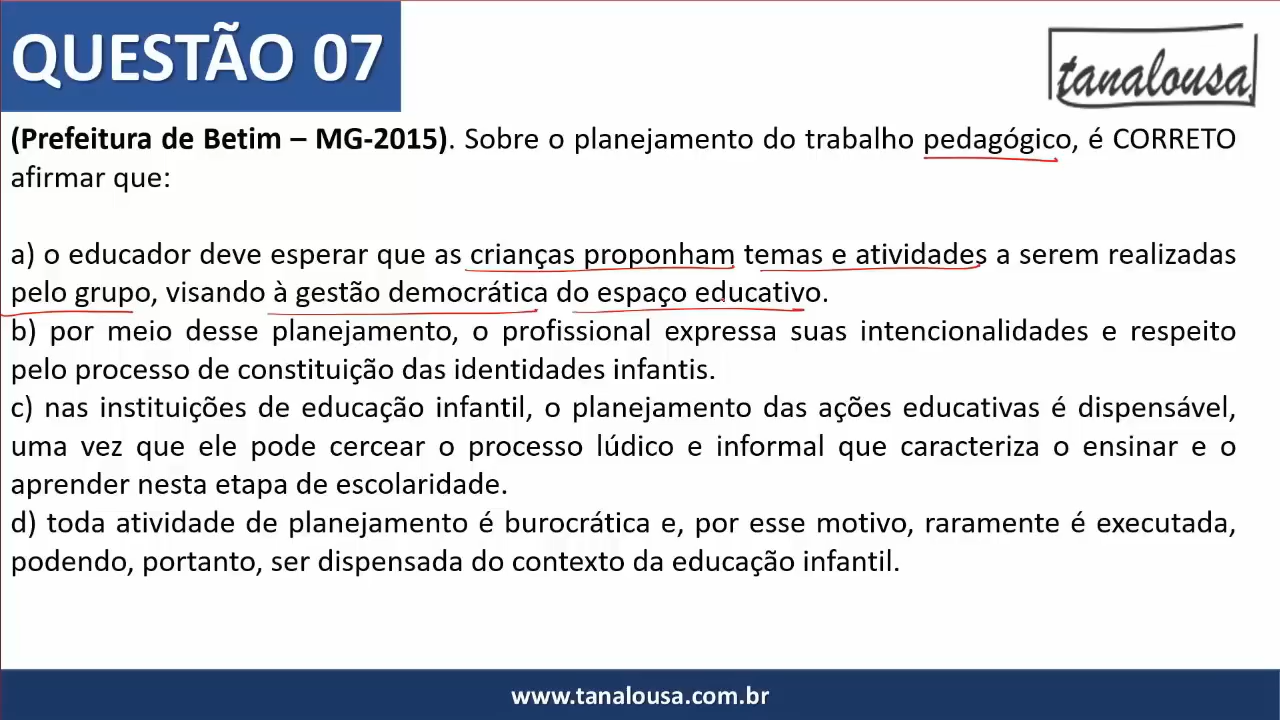 QUESTÃO 07
tanalousa
(Prefeitura de Betim – MG-2015). Sobre o planejamento do trabalho pedagógico, é CORRETO
afirmar que:
a) o educador deve esperar que as crianças proponham temas e atividades a serem realizadas
pelo grupo, visando à gestão democrática do espaço educativo.
b) por meio desse planejamento, o profissional expressa suas intencionalidades e respeito
pelo processo de constituição das identidades infantis.
c) nas instituições de educação infantil, o planejamento das ações educativas é dispensável,
uma vez que ele pode cercear o processo lúdico e informal que caracteriza o ensinar e o
aprender nesta etapa de escolaridade.
d) toda atividade de planejamento é burocrática e, por esse motivo, raramente é executada,
podendo, portanto, ser dispensada do contexto da educação infantil.
www.tanalousa.com.br